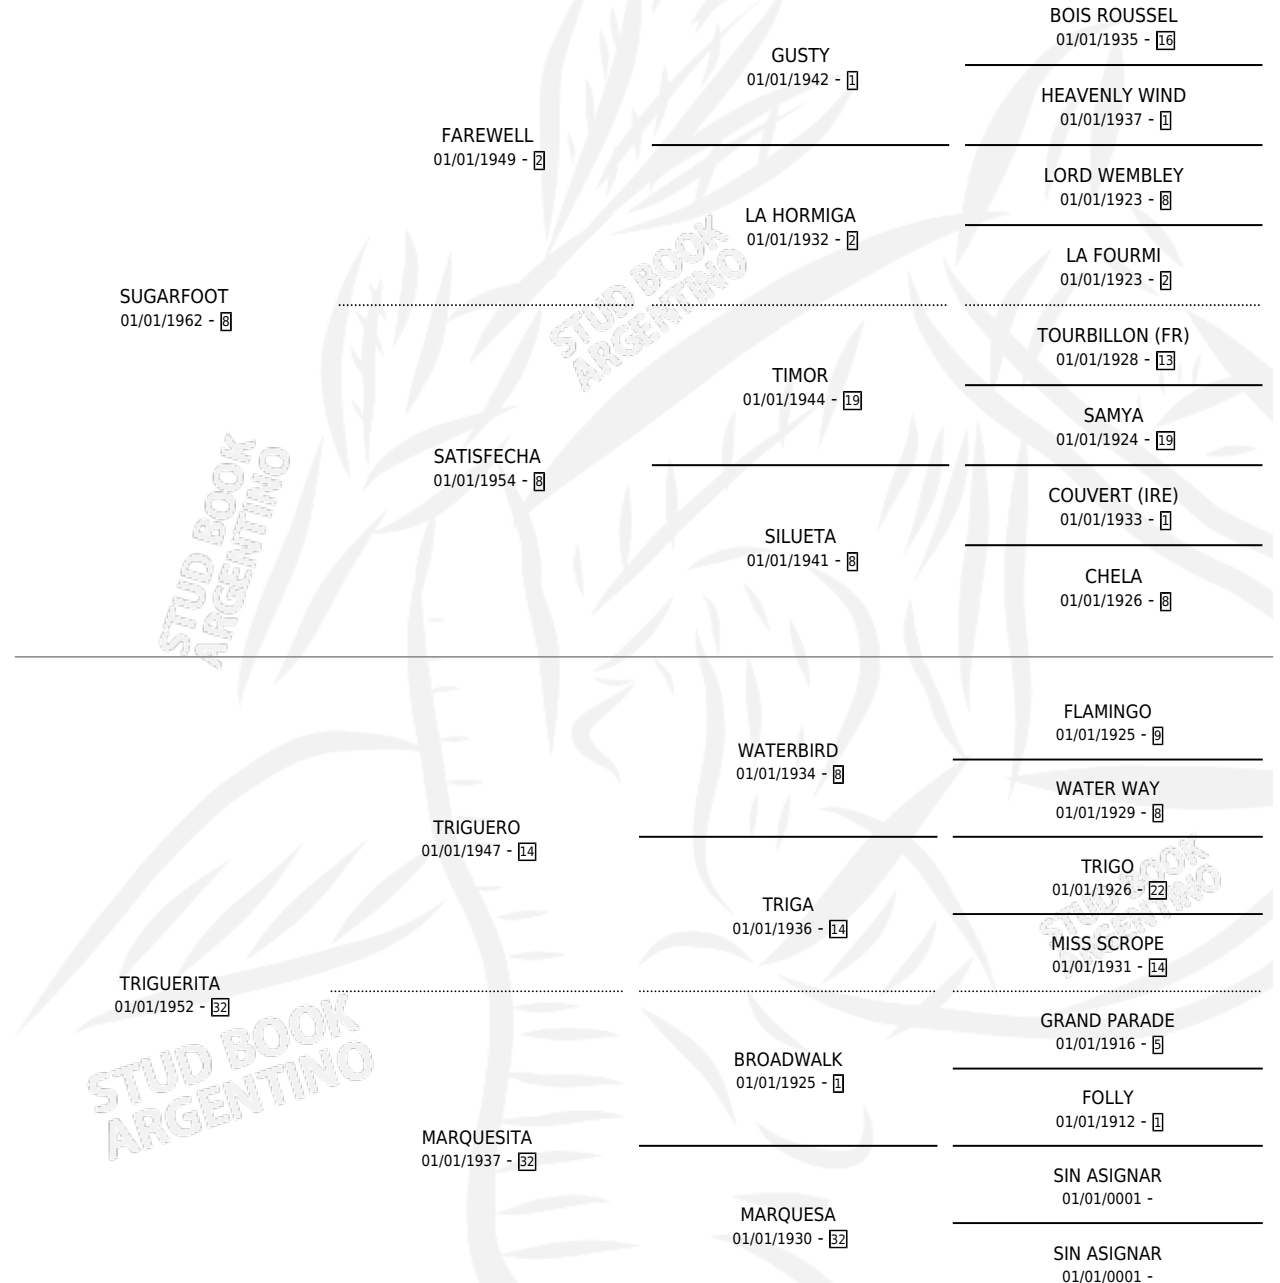 BOIS ROUSSEL
01/01/1935 - 16
GUSTY
01/01/1942 - 1
HEAVENLY WIND
01/01/1937 - 1
FAREWELL
01/01/1949 - 2
LORD WEMBLEY
01/01/1923 - 8
LA HORMIGA
01/01/1932 - 2
LA FOURMI
01/01/1923 - 2
SUGARFOOT
01/01/1962 - 8
STUD BOOK
ARGENTINO
TOURBILLON (FR)
01/01/1928 - 13
TIMOR
01/01/1944 - 19
SAMYA
01/01/1924 - 19
SATISFECHA
01/01/1954 - 8
COUVERT (IRE)
01/01/1933 - 1
SILUETA
01/01/1941 - 8
CHELA
01/01/1926 - 8
STUD BOOK
ARGENTINO
FLAMINGO
01/01/1925 - 9
WATERBIRD
01/01/1934 - 8
WATER WAY
01/01/1929 - 8
TRIGUERO
01/01/1947 - 14
TRIGO
01/01/1926 - 22
TRIGA
01/01/1936 - 14
STUD BOOK
ARGENTINO
MISS SCROPE
01/01/1931 - 14
TRIGUERITA
01/01/1952 - 32
GRAND PARADE
01/01/1916 - 5
BROADWALK
01/01/1925 - 1
STUD BOOK
ARGENTINO
FOLLY
01/01/1912 - 1
MARQUESITA
01/01/1937 - 32
SIN ASIGNAR
01/01/0001 -
MARQUESA
01/01/1930 - 32
SIN ASIGNAR
01/01/0001 -